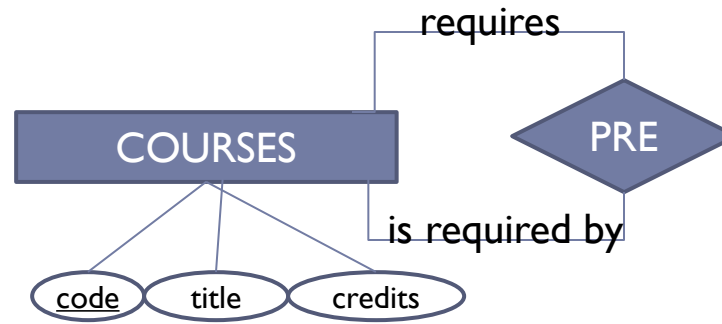 requires
COURSES
PRE
is required by
code
title
credits